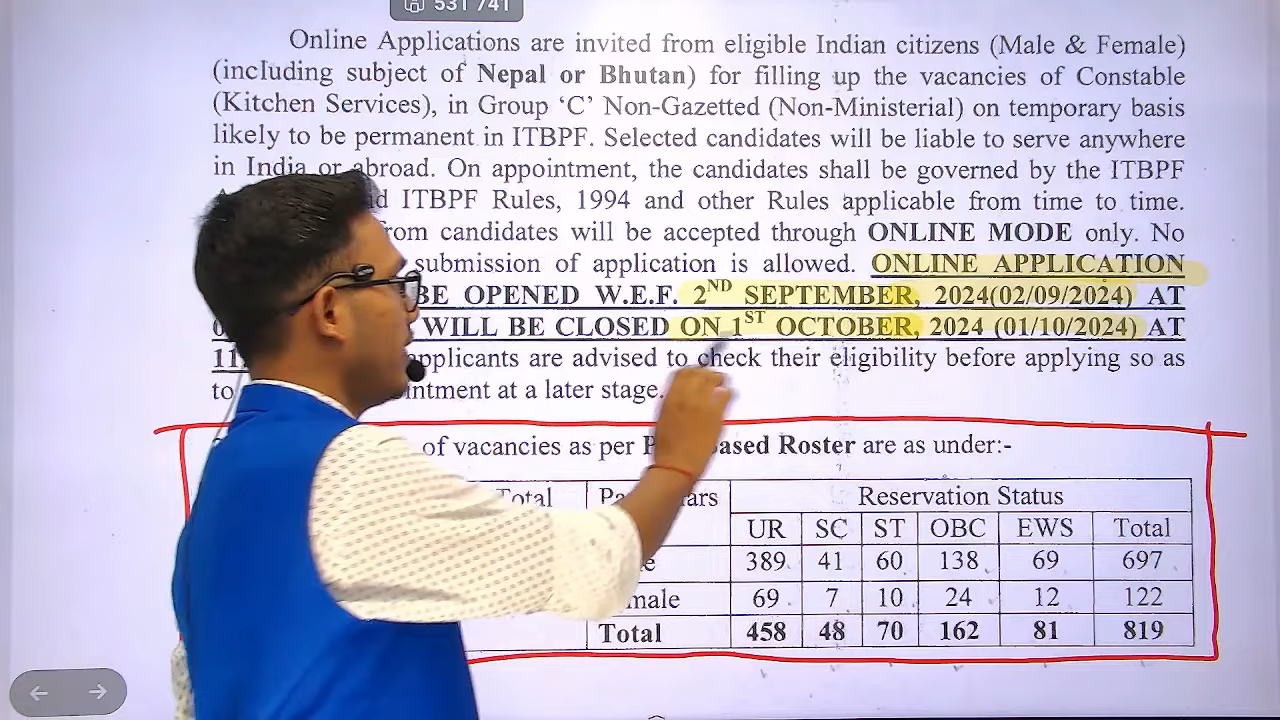 531 741
Online Applications are invited from eligible Indian citizens (Male & Female)
(including subject of Nepal or Bhutan) for filling up the vacancies of Constable
(Kitchen Services), in Group ‘C’ Non-Gazetted (Non-Ministerial) on temporary basis
likely to be permanent in ITBPF. Selected candidates will be liable to serve anywhere
in India or abroad. On appointment, the candidates shall be governed by the ITBPF
ITBPF Rules, 1994 and other Rules applicable from time to time.
from candidates will be accepted through ONLINE MODE only. No
submission of application is allowed. ONLINE APPLICATION
BE OPENED W.E.F. 2ND SEPTEMBER, 2024(02/09/2024) AT
WILL BE CLOSED ON 1ST OCTOBER, 2024 (01/10/2024) AT
applicants are advised to check their eligibility before applying so as
to at a later stage.
of vacancies as per Based Roster are as under:-
Total Reservation Status
UR SC ST OBC EWS Total
389 41 60 138 69 697
69 7 10 24 12 122
Total 458 48 70 162 81 819